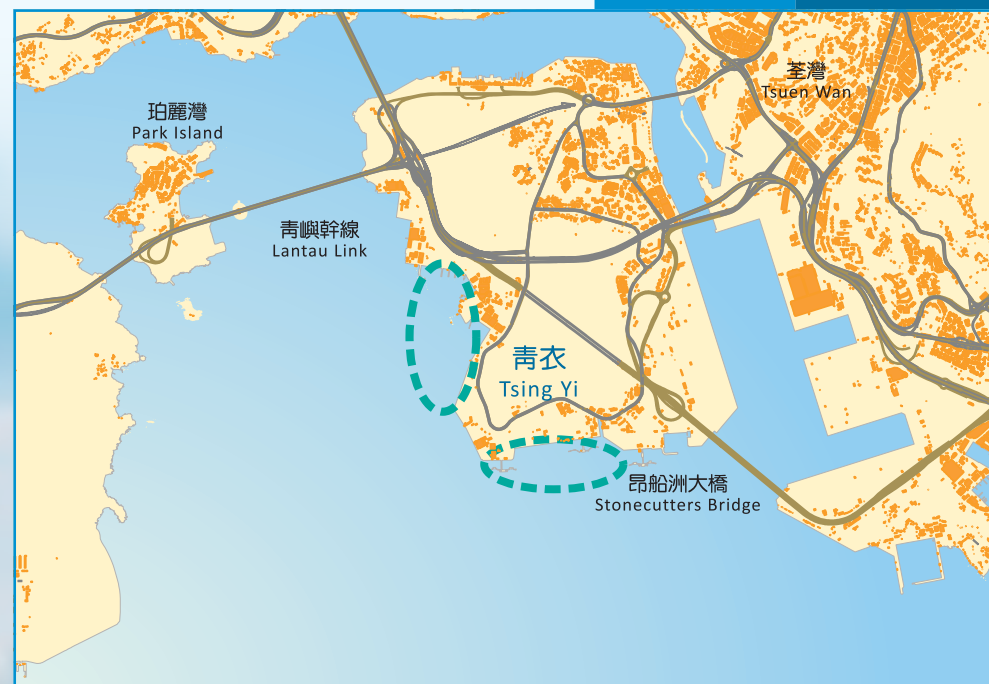 荃灣
Tsuen Wan
珀麗灣
Park Island
青嶼幹線
Lantau Link
青衣
Tsing Yi
昂船洲大橋
Stonecutters Bridge